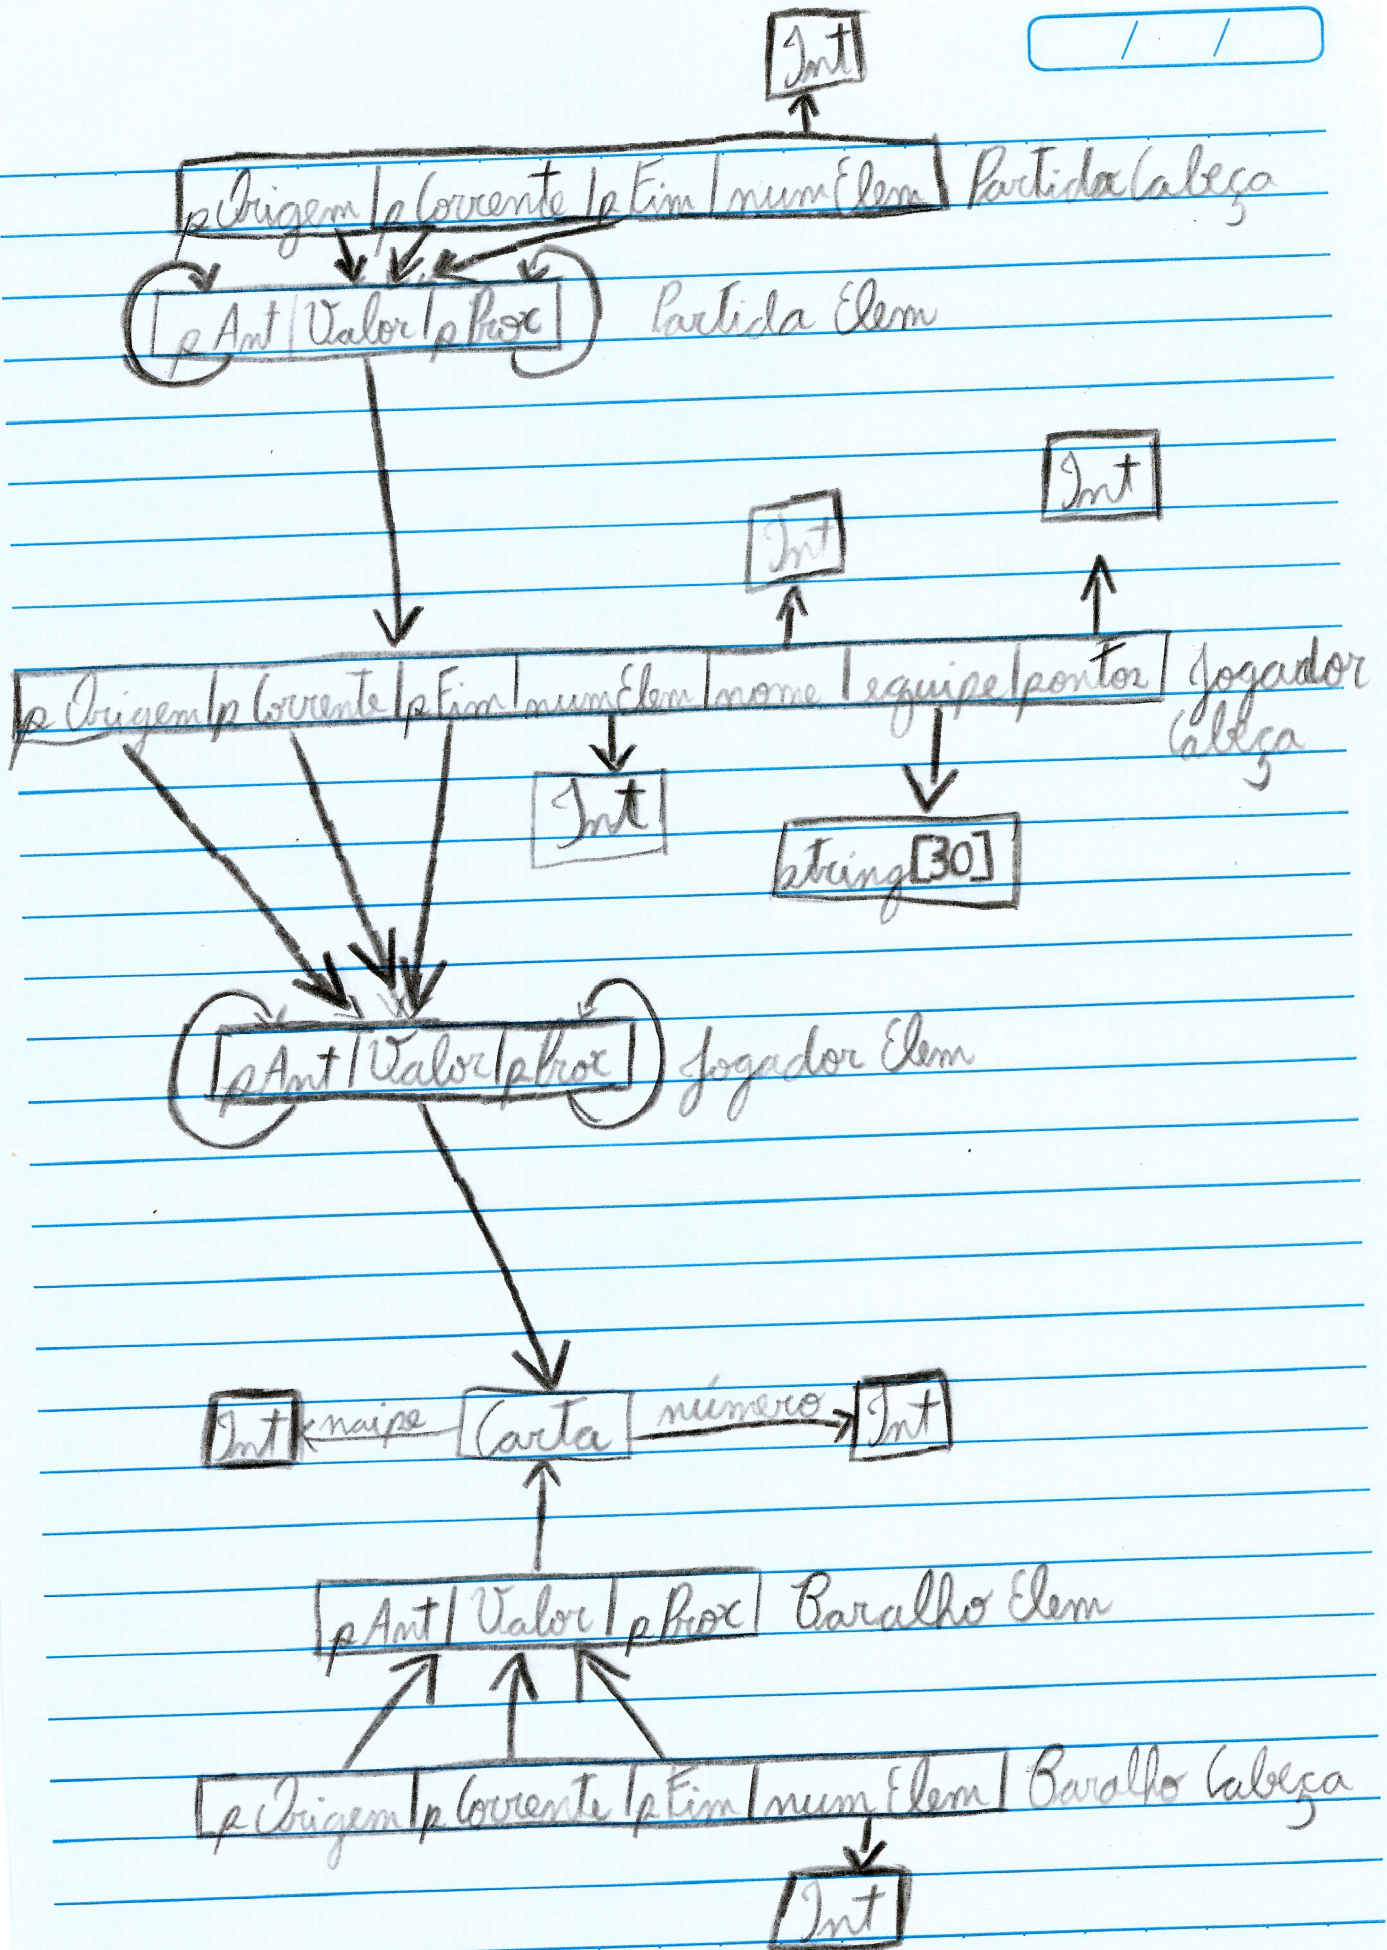 Int
/ /
pOrigem | pCorrente | pFim | numElem Partida Cabeça
pAnt | Valor | pProx Partida Elem
Int
Int
pOrigem | pCorrente | pFim | numElem | nome | equipe | pontos Jogador
Cabeça
Int
string[30]
pAnt | Valor | pProx Jogador Elem
Int naipe Carta número Int
pAnt | Valor | pProx Baralho Elem
pOrigem | pCorrente | pFim | numElem Baralho Cabeça
Int